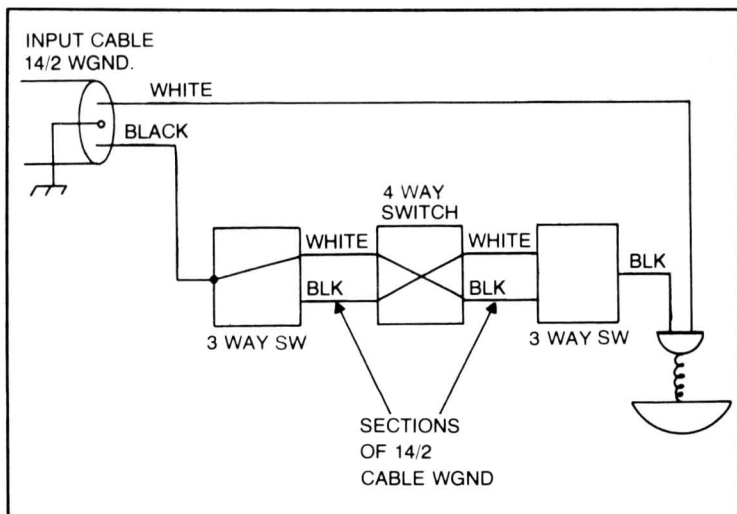 INPUT CABLE
14/2 WGND.
WHITE
BLACK
4 WAY
SWITCH
WHITE
WHITE
BLK
BLK
BLK
3 WAY SW
3 WAY SW
SECTIONS
OF 14/2
CABLE WGND